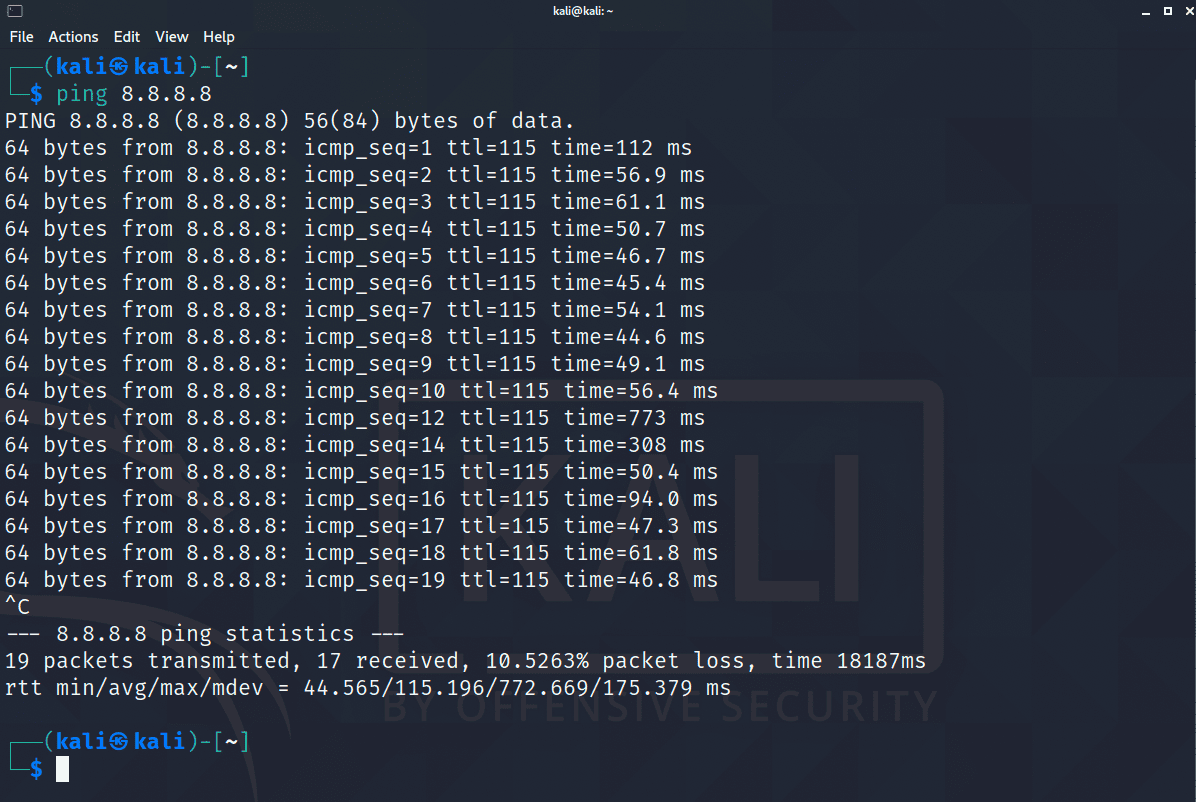 kali@kali: ~
File Actions Edit View Help
┌──(kali㉿kali)-[~]
└─$ ping 8.8.8.8
PING 8.8.8.8 (8.8.8.8) 56(84) bytes of data.
64 bytes from 8.8.8.8: icmp_seq=1 ttl=115 time=112 ms
64 bytes from 8.8.8.8: icmp_seq=2 ttl=115 time=56.9 ms
64 bytes from 8.8.8.8: icmp_seq=3 ttl=115 time=61.1 ms
64 bytes from 8.8.8.8: icmp_seq=4 ttl=115 time=50.7 ms
64 bytes from 8.8.8.8: icmp_seq=5 ttl=115 time=46.7 ms
64 bytes from 8.8.8.8: icmp_seq=6 ttl=115 time=45.4 ms
64 bytes from 8.8.8.8: icmp_seq=7 ttl=115 time=54.1 ms
64 bytes from 8.8.8.8: icmp_seq=8 ttl=115 time=44.6 ms
64 bytes from 8.8.8.8: icmp_seq=9 ttl=115 time=49.1 ms
64 bytes from 8.8.8.8: icmp_seq=10 ttl=115 time=56.4 ms
64 bytes from 8.8.8.8: icmp_seq=12 ttl=115 time=773 ms
64 bytes from 8.8.8.8: icmp_seq=14 ttl=115 time=308 ms
64 bytes from 8.8.8.8: icmp_seq=15 ttl=115 time=50.4 ms
64 bytes from 8.8.8.8: icmp_seq=16 ttl=115 time=94.0 ms
64 bytes from 8.8.8.8: icmp_seq=17 ttl=115 time=47.3 ms
64 bytes from 8.8.8.8: icmp_seq=18 ttl=115 time=61.8 ms
64 bytes from 8.8.8.8: icmp_seq=19 ttl=115 time=46.8 ms
^C
--- 8.8.8.8 ping statistics ---
19 packets transmitted, 17 received, 10.5263% packet loss, time 18187ms
rtt min/avg/max/mdev = 44.565/115.196/772.669/175.379 ms
┌──(kali㉿kali)-[~]
└─$
KALI
BY OFFENSIVE SECURITY